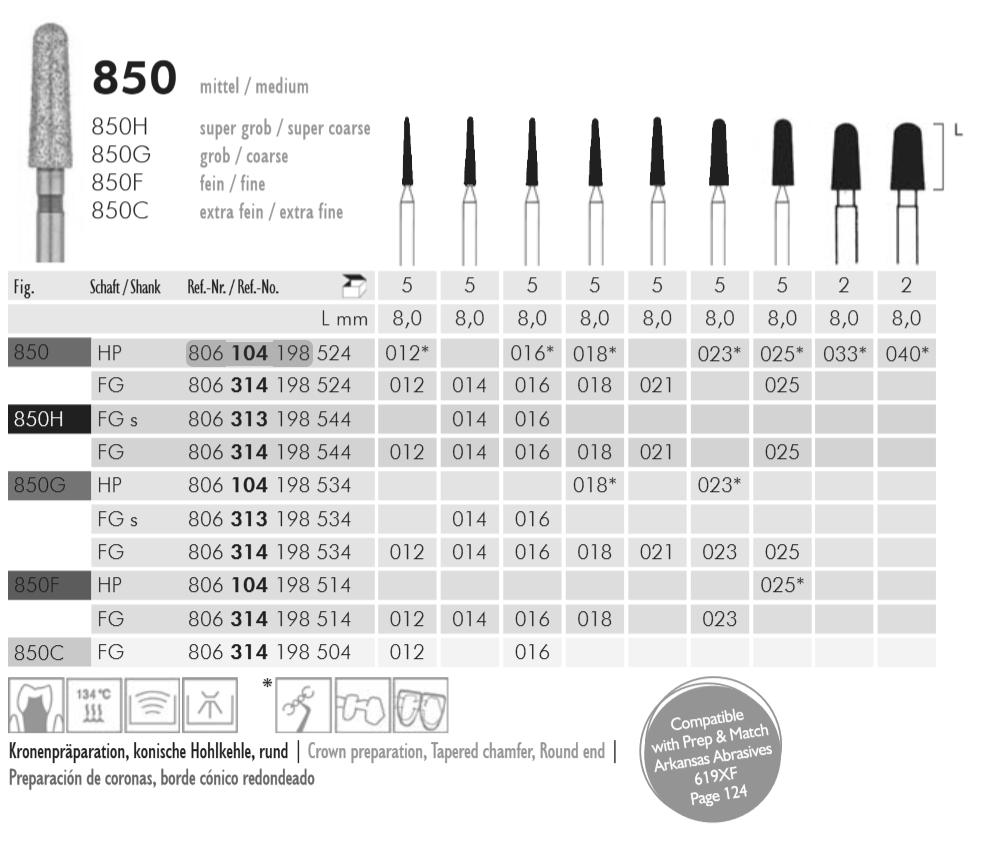 850 mittel / medium
850H super grob / super coarse
850G grob / coarse
850F fein / fine
850C extra fein / extra fine
L
Fig. Schaft / Shank Ref.-Nr. / Ref.-No. 5 5 5 5 5 5 5 2 2
L mm 8,0 8,0 8,0 8,0 8,0 8,0 8,0 8,0 8,0
850 HP 806 104 198 524 012* 016* 018* 023* 025* 033* 040*
FG 806 314 198 524 012 014 016 018 021 025
850H FG s 806 313 198 544 014 016
FG 806 314 198 544 012 014 016 018 021 025
850G HP 806 104 198 534 018* 023*
FG s 806 313 198 534 014 016
FG 806 314 198 534 012 014 016 018 021 023 025
850F HP 806 104 198 514 025*
FG 806 314 198 514 012 014 016 018 023
850C FG 806 314 198 504 012 016
134 °C
*
Kronenpräparation, konische Hohlkehle, rund | Crown preparation, Tapered chamfer, Round end |
Preparación de coronas, borde cónico redondeado
Compatible
with Prep & Match
Arkansas Abrasives
619XF
Page 124